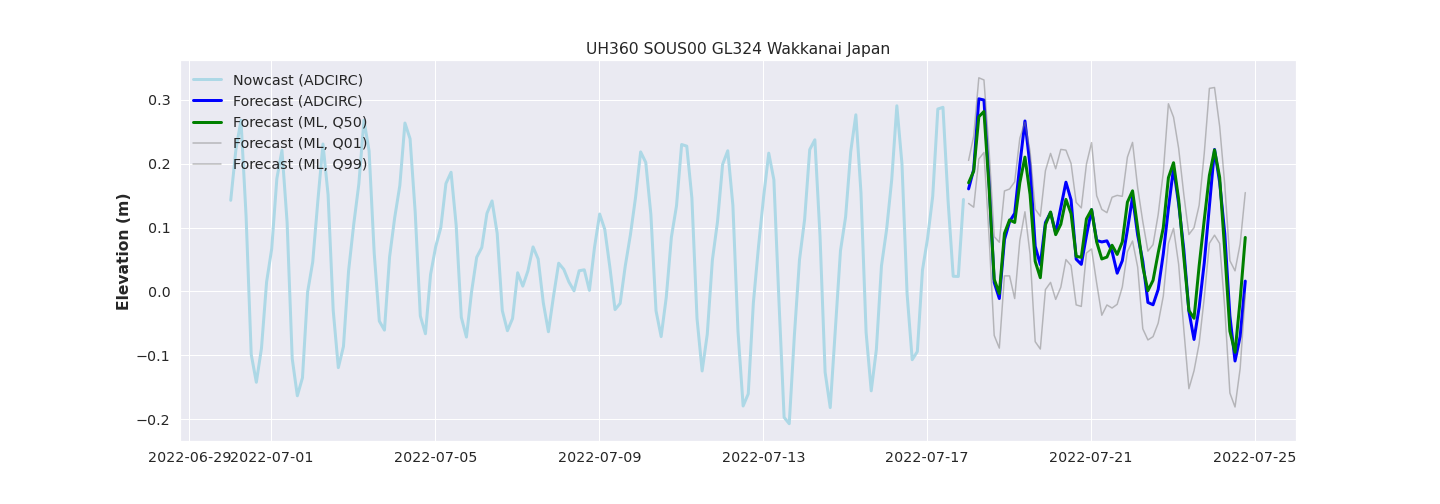 UH360 SOUS00 GL324 Wakkanai Japan
Nowcast (ADCIRC)
Forecast (ADCIRC)
Forecast (ML, Q50)
Forecast (ML, Q01)
Forecast (ML, Q99)
Elevation (m)
0.3
0.2
0.1
0.0
−0.1
−0.2
2022-06-29 2022-07-01 2022-07-05 2022-07-09 2022-07-13 2022-07-17 2022-07-21 2022-07-25